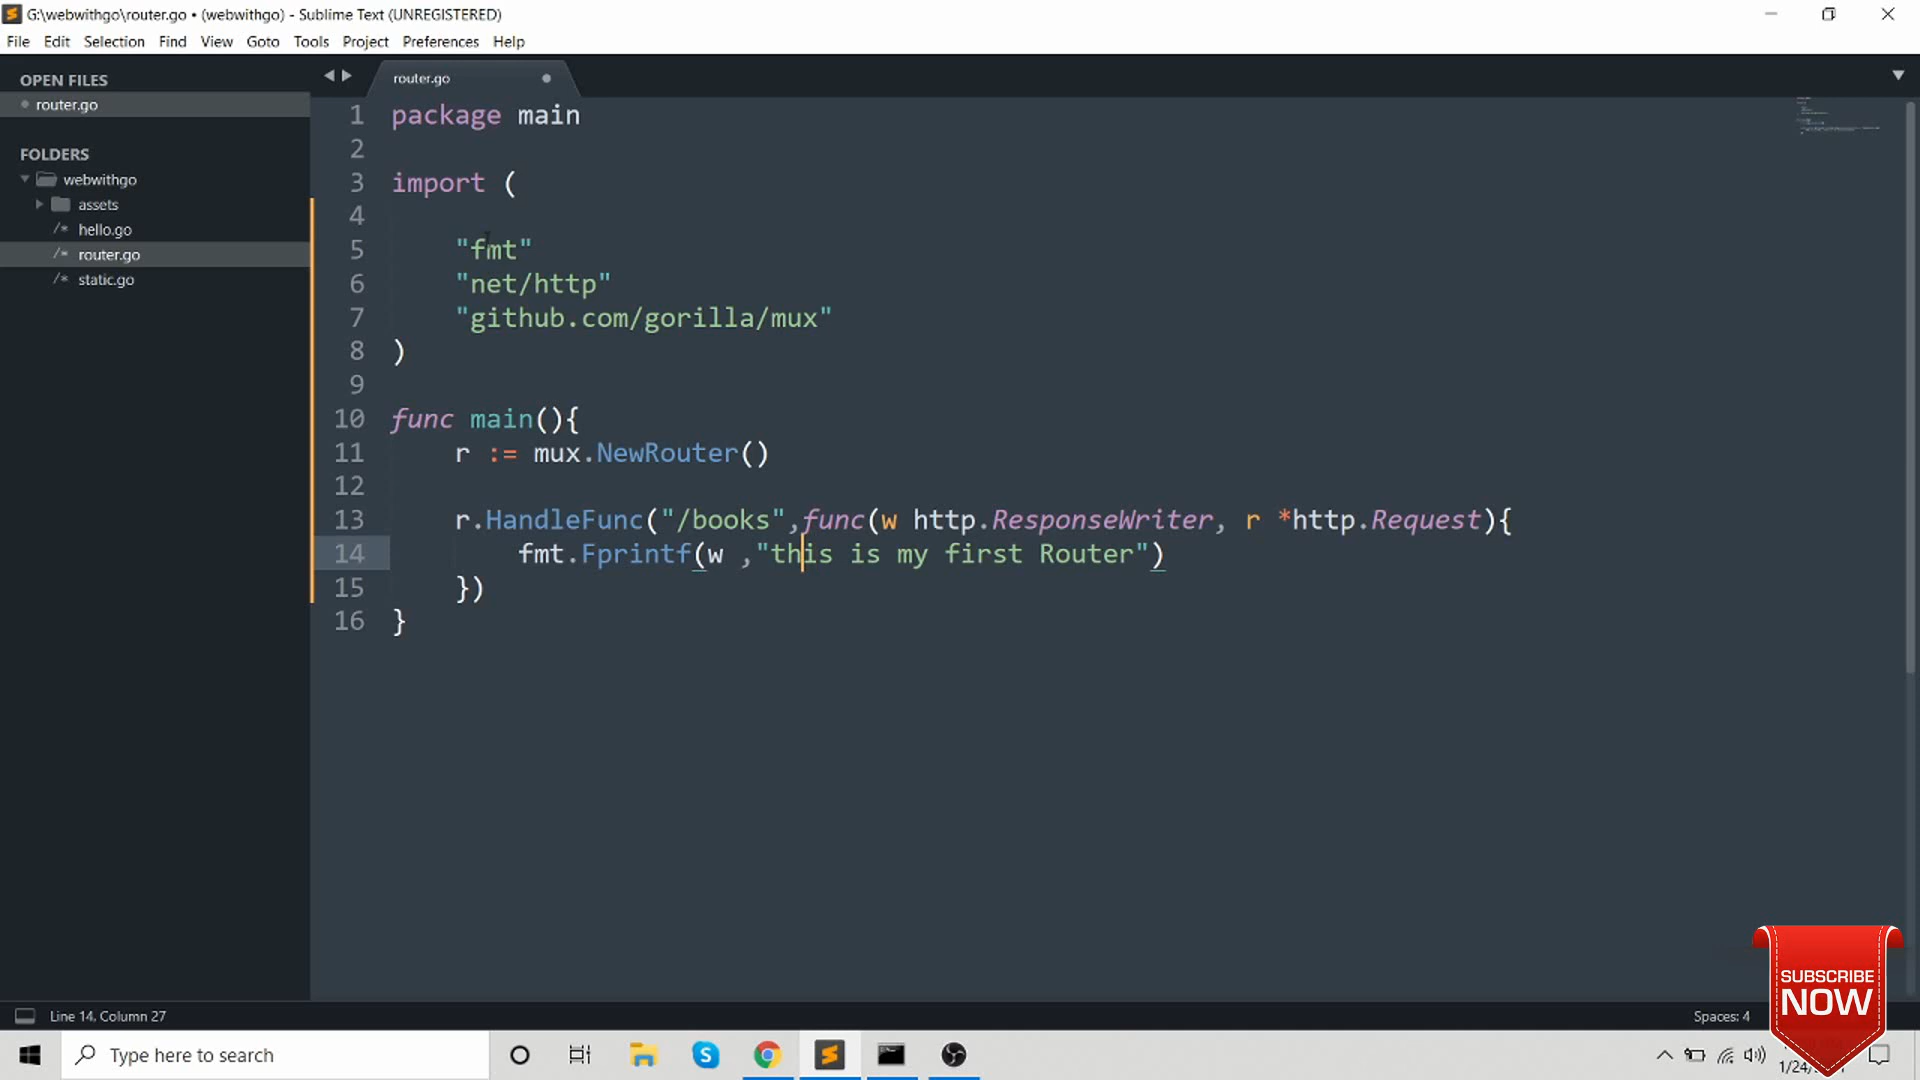 G:\webwithgo\router.go • (webwithgo) - Sublime Text (UNREGISTERED)
File Edit Selection Find View Goto Tools Project Preferences Help
OPEN FILES
router.go
FOLDERS
webwithgo
assets
/* hello.go
/* router.go
/* static.go
router.go
1 package main
2
3 import (
4
5 "fmt"
6 "net/http"
7 "github.com/gorilla/mux"
8 )
9
10 func main(){
11 r := mux.NewRouter()
12
13 r.HandleFunc("/books",func(w http.ResponseWriter, r *http.Request){
14 fmt.Fprintf(w ,"this is my first Router")
15 })
16 }
Line 14, Column 27
Spaces: 4
SUBSCRIBE
NOW
Type here to search